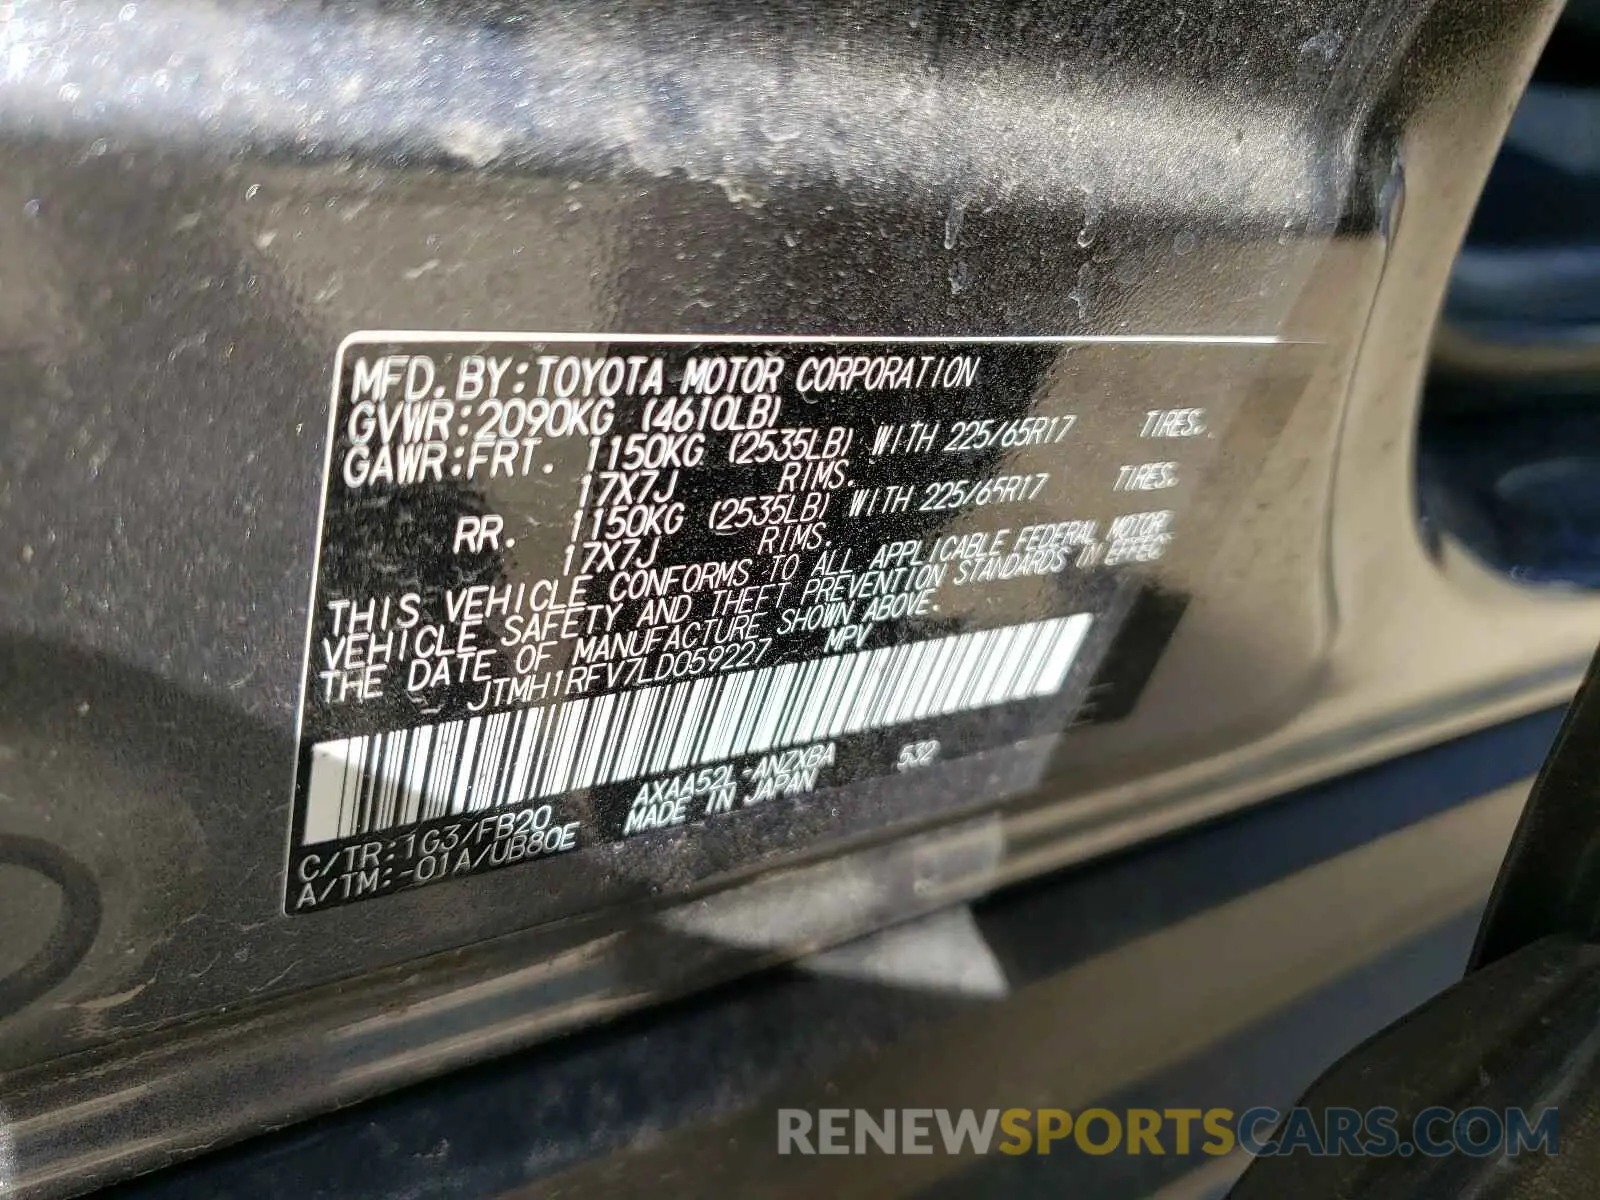 MFD. BY: TOYOTA MOTOR CORPORATION
GVWR: 2090KG (4610LB)
GAWR: FRT. 1150KG (2535LB) WITH 225/65R17 TIRES.
17X7J RIMS.
RR. 1150KG (2535LB) WITH 225/65R17 TIRES.
17X7J RIMS.
THIS VEHICLE CONFORMS TO ALL APPLICABLE FEDERAL MOTOR
VEHICLE SAFETY AND THEFT PREVENTION STANDARDS IN EFFECT
THE DATE OF MANUFACTURE SHOWN ABOVE.
JTMH1RFV7LD059227 MPV
AXAA52L-ANZXBA 532
C/TR: 1G3/FB20 MADE IN JAPAN
A/TM: -01A/UB80E
RENEWSPORTSCARS.COM